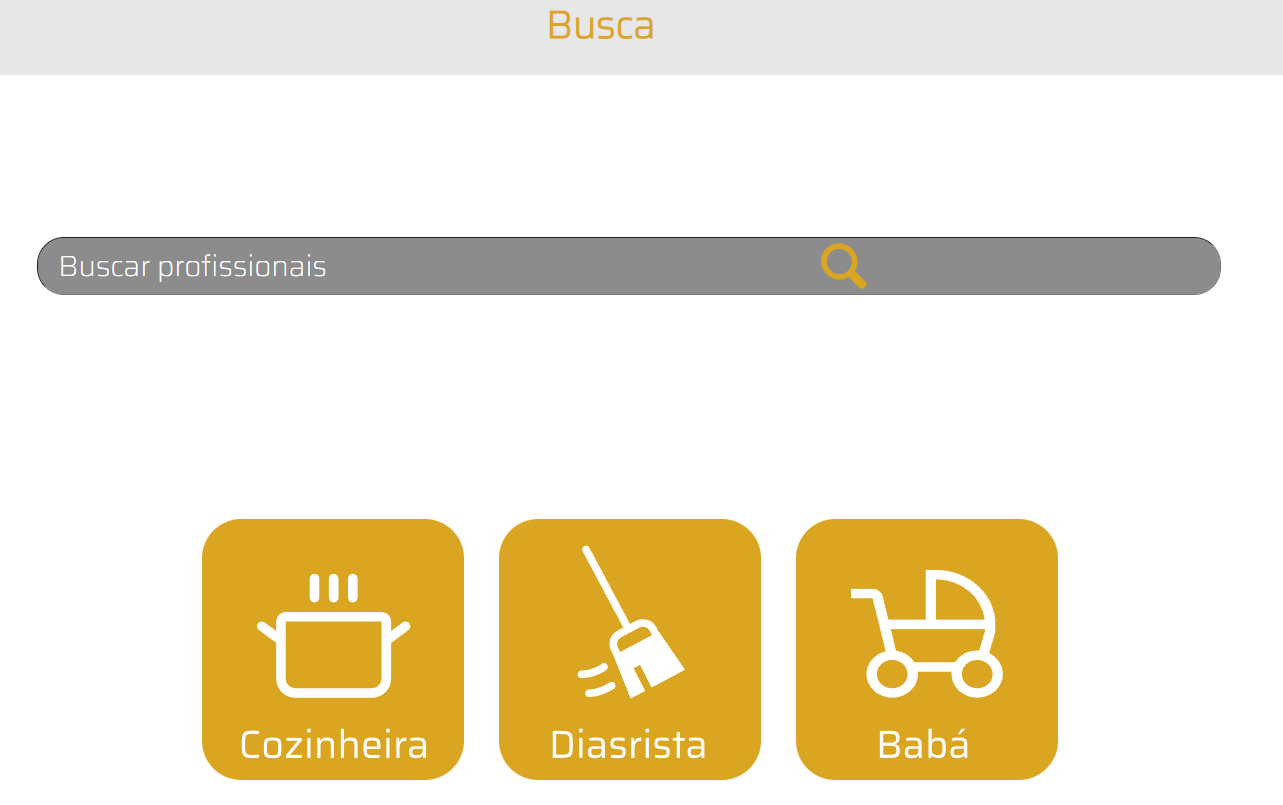 Busca
Buscar profissionais
Cozinheira
Diasrista
Babá